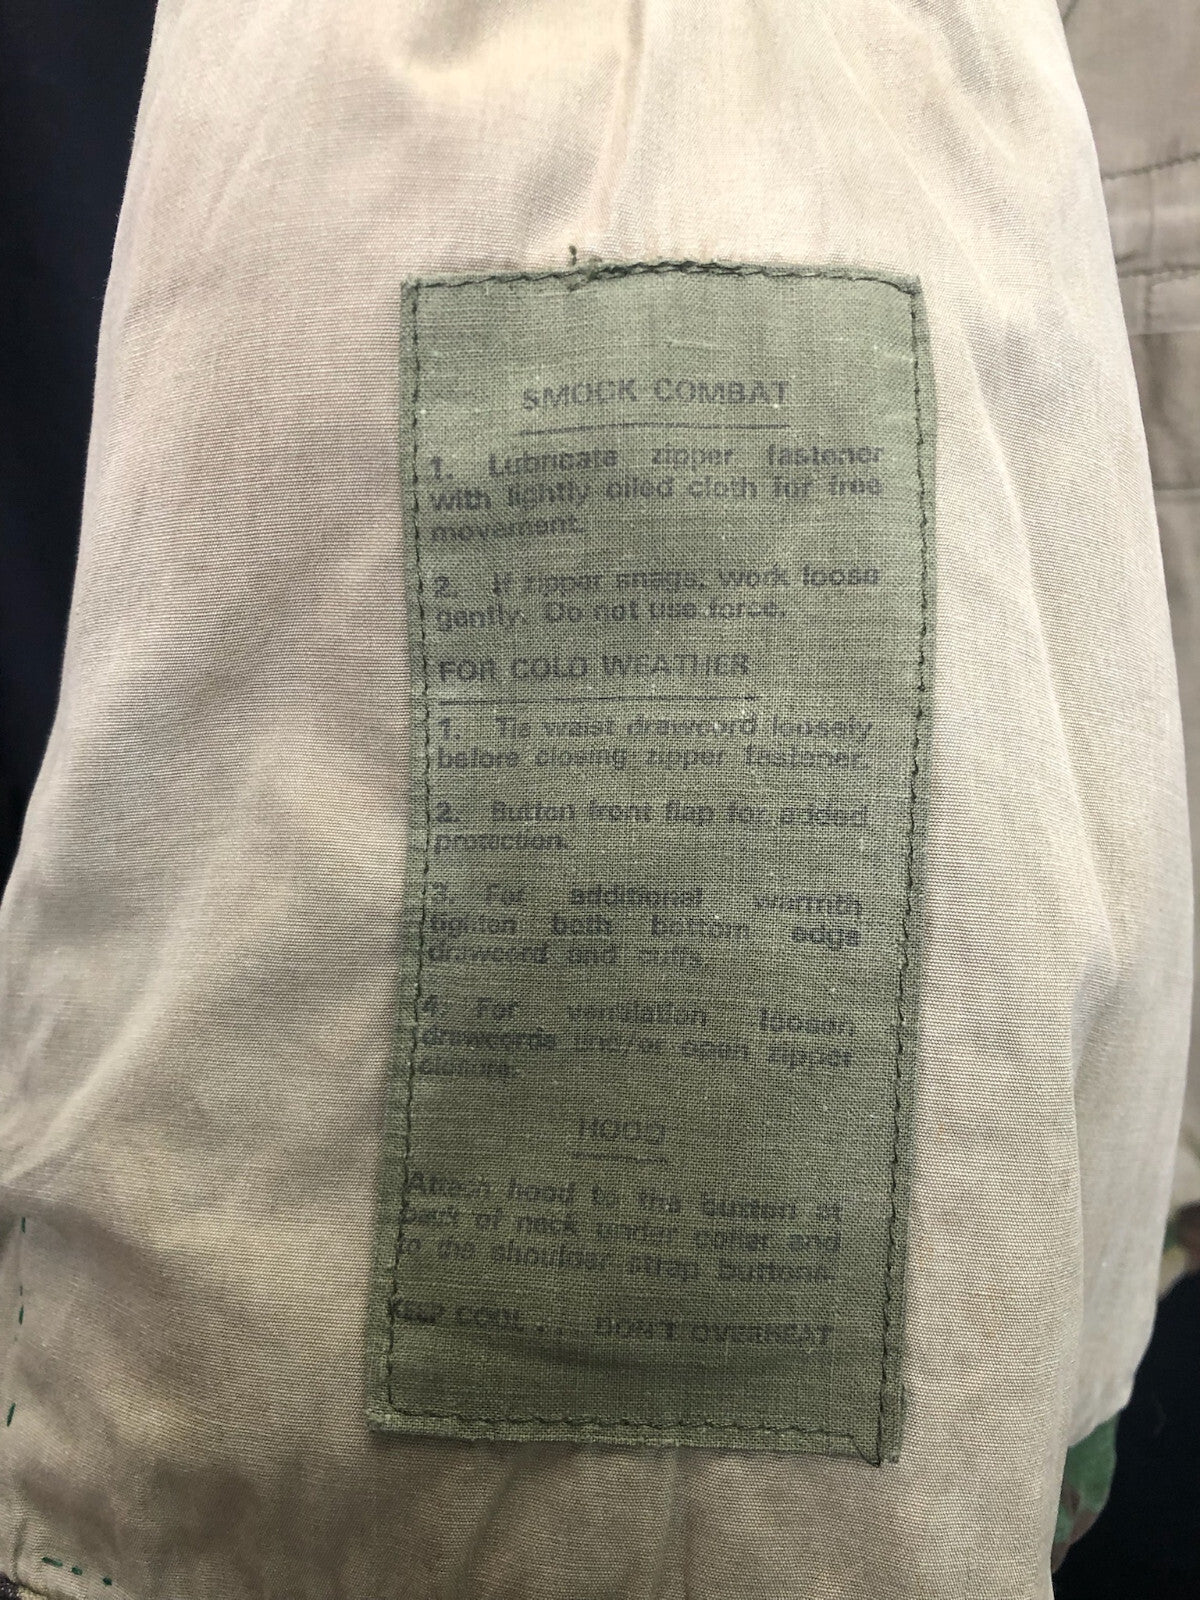 SMOCK COMBAT
1. Lubricate zipper fastener
with lightly oiled cloth for free
movement.
2. If zipper snags, work loose
gently. Do not use force.
FOR COLD WEATHER
1. Tie waist drawcord loosely
before closing zipper fastener.
2. Button front flap for added
protection.
3. For additional warmth
tighten both bottom edge
drawcord and cuffs.
4. For ventilation loosen
drawcords and/or open zipper
closure.
HOOD
Attach hood to the button at
back of neck under collar and
to the shoulder strap buttons.
KEEP COOL ... DON'T OVERHEAT